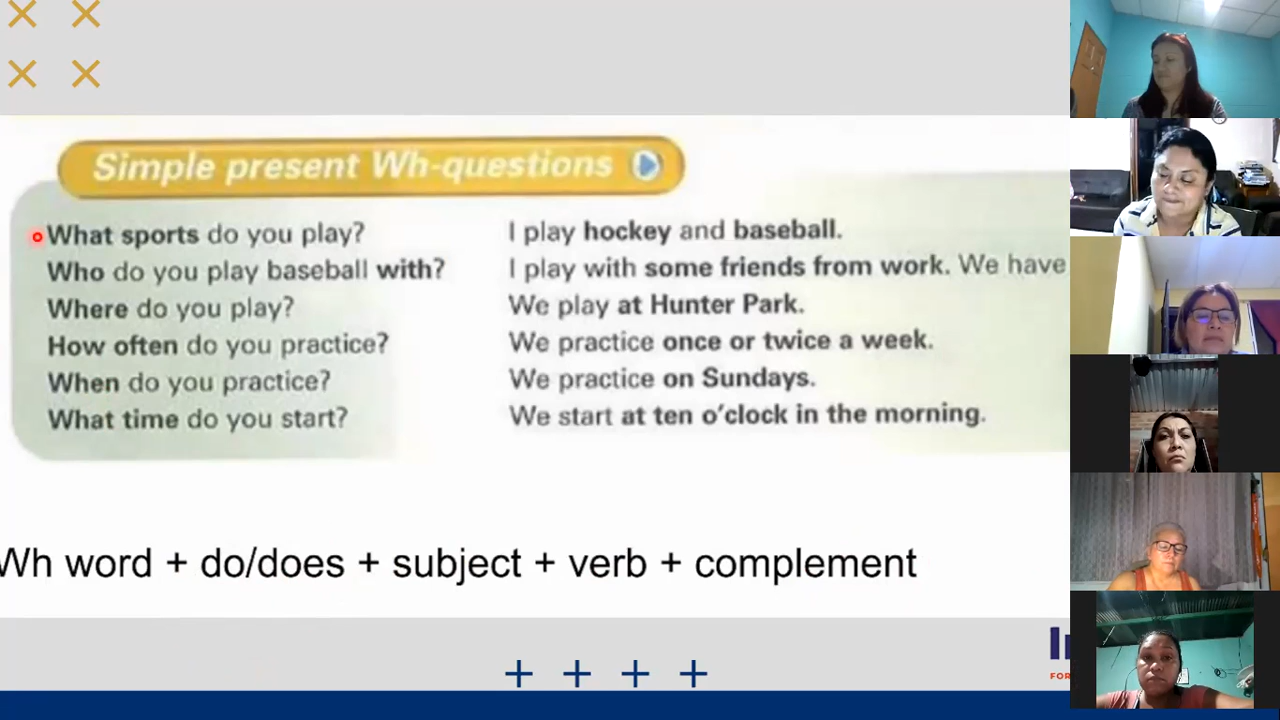 Simple present Wh-questions
What sports do you play? I play hockey and baseball.
Who do you play baseball with? I play with some friends from work. We have
Where do you play? We play at Hunter Park.
How often do you practice? We practice once or twice a week.
When do you practice? We practice on Sundays.
What time do you start? We start at ten o'clock in the morning.
Wh word + do/does + subject + verb + complement
In
FOR